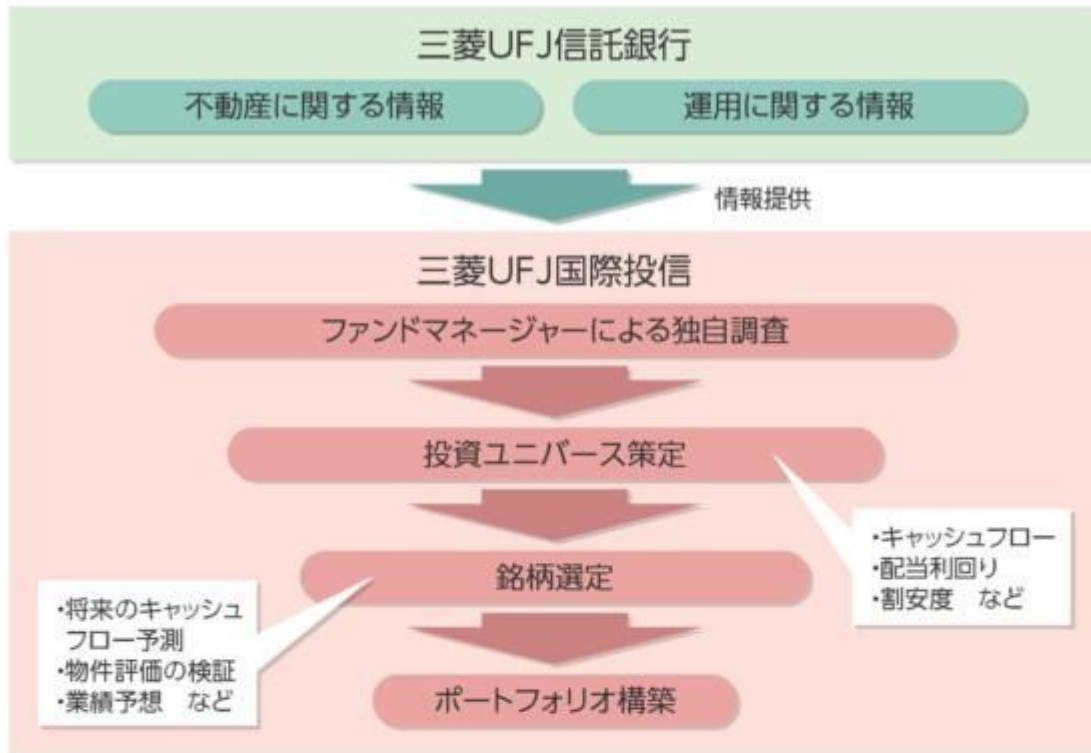 三菱UFJ信託銀行
不動産に関する情報
運用に関する情報
情報提供
三菱UFJ国際投信
ファンドマネージャーによる独自調査
投資ユニバース策定
・キャッシュフロー
・配当利回り
・割安度　など
銘柄選定
・将来のキャッシュ
フロー予測
・物件評価の検証
・業績予想　など
ポートフォリオ構築